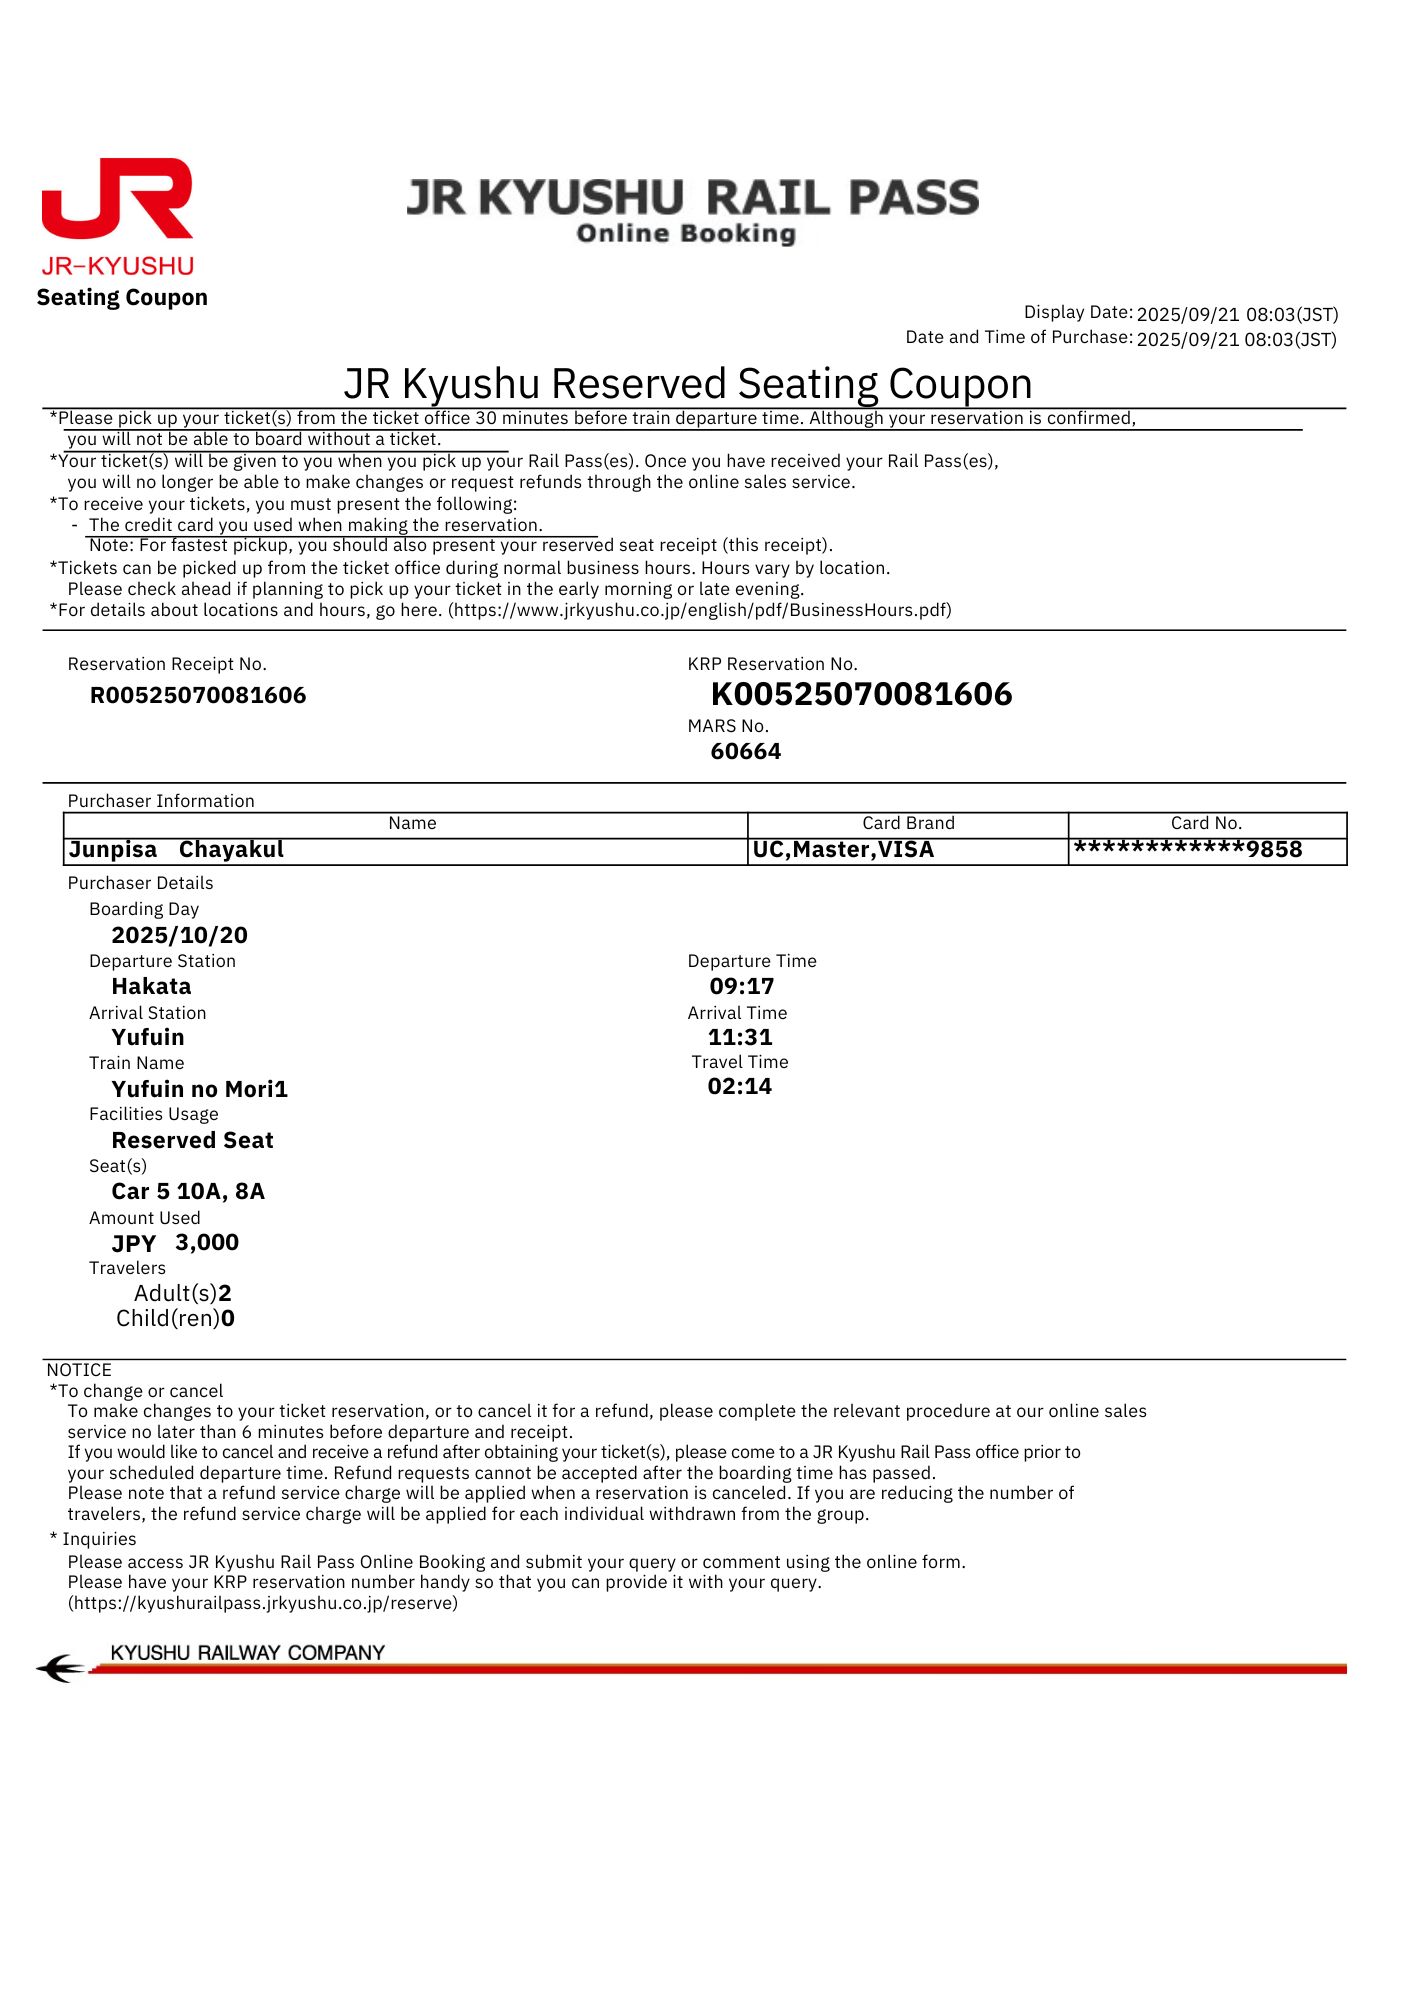 JR
JR-KYUSHU
Seating Coupon
JR KYUSHU RAIL PASS
Online Booking
Display Date: 2025/09/21 08:03(JST)
Date and Time of Purchase: 2025/09/21 08:03(JST)
JR Kyushu Reserved Seating Coupon
*Please pick up your ticket(s) from the ticket office 30 minutes before train departure time. Although your reservation is confirmed,
you will not be able to board without a ticket.
*Your ticket(s) will be given to you when you pick up your Rail Pass(es). Once you have received your Rail Pass(es),
you will no longer be able to make changes or request refunds through the online sales service.
*To receive your tickets, you must present the following:
- The credit card you used when making the reservation.
Note: For fastest pickup, you should also present your reserved seat receipt (this receipt).
*Tickets can be picked up from the ticket office during normal business hours. Hours vary by location.
Please check ahead if planning to pick up your ticket in the early morning or late evening.
*For details about locations and hours, go here. (https://www.jrkyushu.co.jp/english/pdf/BusinessHours.pdf)
Reservation Receipt No. KRP Reservation No.
R00525070081606 K00525070081606
MARS No.
60664
Purchaser Information
Name Card Brand Card No.
Junpisa Chayakul UC,Master,VISA ************9858
Purchaser Details
Boarding Day
2025/10/20
Departure Station Departure Time
Hakata 09:17
Arrival Station Arrival Time
Yufuin 11:31
Train Name Travel Time
Yufuin no Mori1 02:14
Facilities Usage
Reserved Seat
Seat(s)
Car 5 10A, 8A
Amount Used
JPY 3,000
Travelers
Adult(s)2
Child(ren)0
NOTICE
*To change or cancel
To make changes to your ticket reservation, or to cancel it for a refund, please complete the relevant procedure at our online sales
service no later than 6 minutes before departure and receipt.
If you would like to cancel and receive a refund after obtaining your ticket(s), please come to a JR Kyushu Rail Pass office prior to
your scheduled departure time. Refund requests cannot be accepted after the boarding time has passed.
Please note that a refund service charge will be applied when a reservation is canceled. If you are reducing the number of
travelers, the refund service charge will be applied for each individual withdrawn from the group.
* Inquiries
Please access JR Kyushu Rail Pass Online Booking and submit your query or comment using the online form.
Please have your KRP reservation number handy so that you can provide it with your query.
(https://kyushurailpass.jrkyushu.co.jp/reserve)
KYUSHU RAILWAY COMPANY